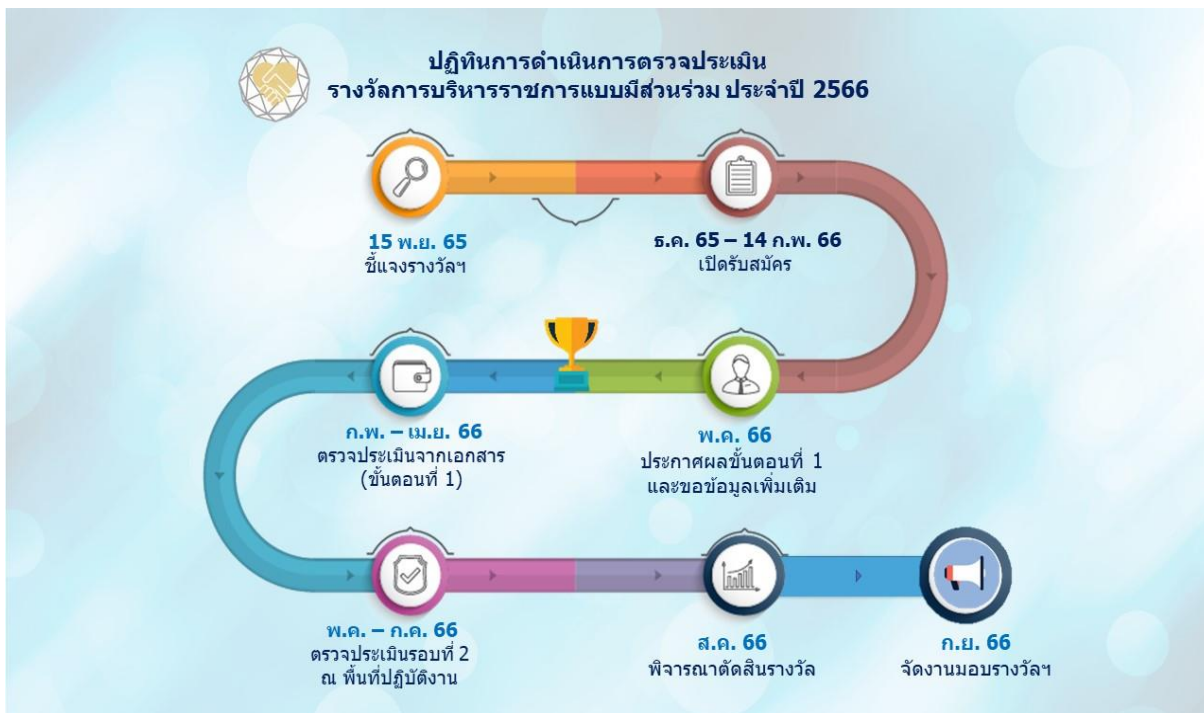 ปฏิทินการดำเนินการตรวจประเมิน
รางวัลการบริหารราชการแบบมีส่วนร่วม ประจำปี 2566
15 พ.ย. 65
ชี้แจงรางวัลฯ
ธ.ค. 65 – 14 ก.พ. 66
เปิดรับสมัคร
ก.พ. – เม.ย. 66
ตรวจประเมินจากเอกสาร
(ขั้นตอนที่ 1)
พ.ค. 66
ประกาศผลขั้นตอนที่ 1
และขอข้อมูลเพิ่มเติม
พ.ค. – ก.ค. 66
ตรวจประเมินรอบที่ 2
ณ พื้นที่ปฏิบัติงาน
ส.ค. 66
พิจารณาตัดสินรางวัล
ก.ย. 66
จัดงานมอบรางวัลฯ